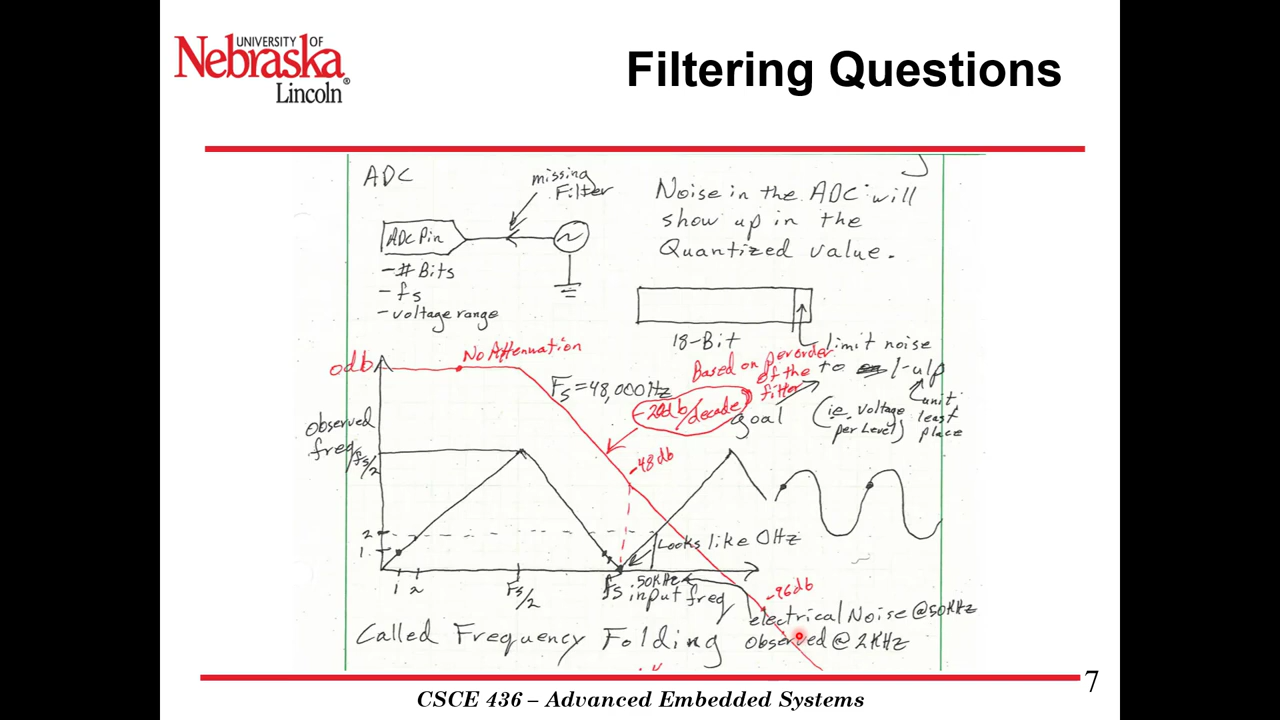 UNIVERSITY OF
Nebraska
Lincoln®
Filtering Questions
ADC
missing
Filter
ADC Pin
- # Bits
- fs
- voltage range
Noise in the ADC will
show up in the
Quantized value.
18-Bit
limit noise
to 1-ulp
unit
least
place
goal
(ie. voltage
per Level)
0db
No Attenuation
Fs = 48,000Hz
Based on per order
of the
filter
-20db/decade
-48db
-96db
observed
freq
fs/2
2
1
1 2
Fs/2
fs
50KHz
input freq
Looks like 0Hz
electrical Noise @ 50KHz
observed @ 2KHz
Called Frequency Folding
CSCE 436 – Advanced Embedded Systems
7